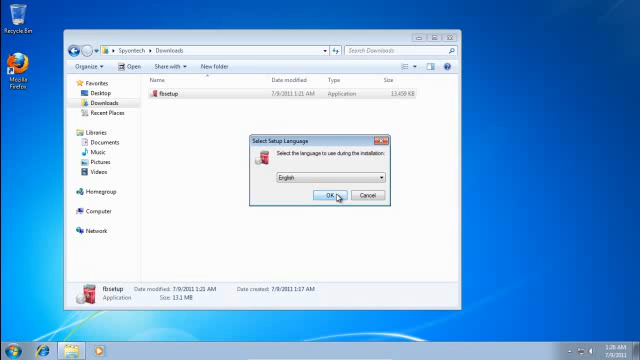 Recycle Bin
Mozilla Firefox
Spyontech ▸ Downloads ▸
Search Downloads
Organize
Open
Share with
New folder
Name
Date modified
Type
Size
Favorites
Desktop
Downloads
Recent Places
Libraries
Documents
Music
Pictures
Videos
Homegroup
Computer
Network
fbsetup
7/9/2011 1:21 AM
Application
13,459 KB
Select Setup Language
Select the language to use during the installation:
English
OK
Cancel
fbsetup
Date modified: 7/9/2011 1:21 AM
Date created: 7/9/2011 1:17 AM
Application
Size: 13.1 MB
1:28 AM
7/9/2011